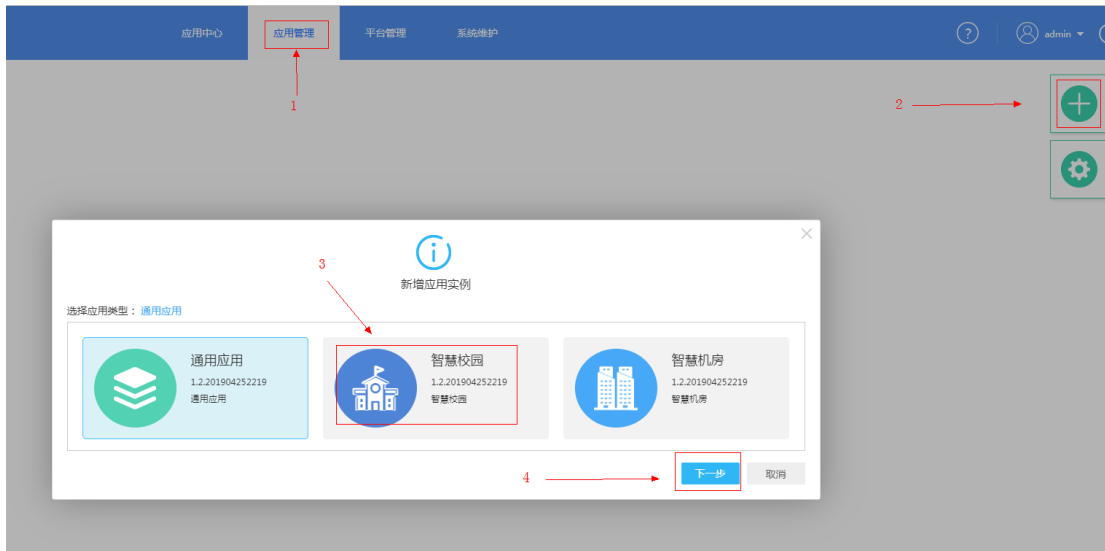 应用中心 应用管理 平台管理 系统维护 ? admin
1
2
新增应用实例
3
选择应用类型： 通用应用
通用应用
1.2.201904252219
通用应用
智慧校园
1.2.201904252219
智慧校园
智慧机房
1.2.201904252219
智慧机房
4
下一步 取消